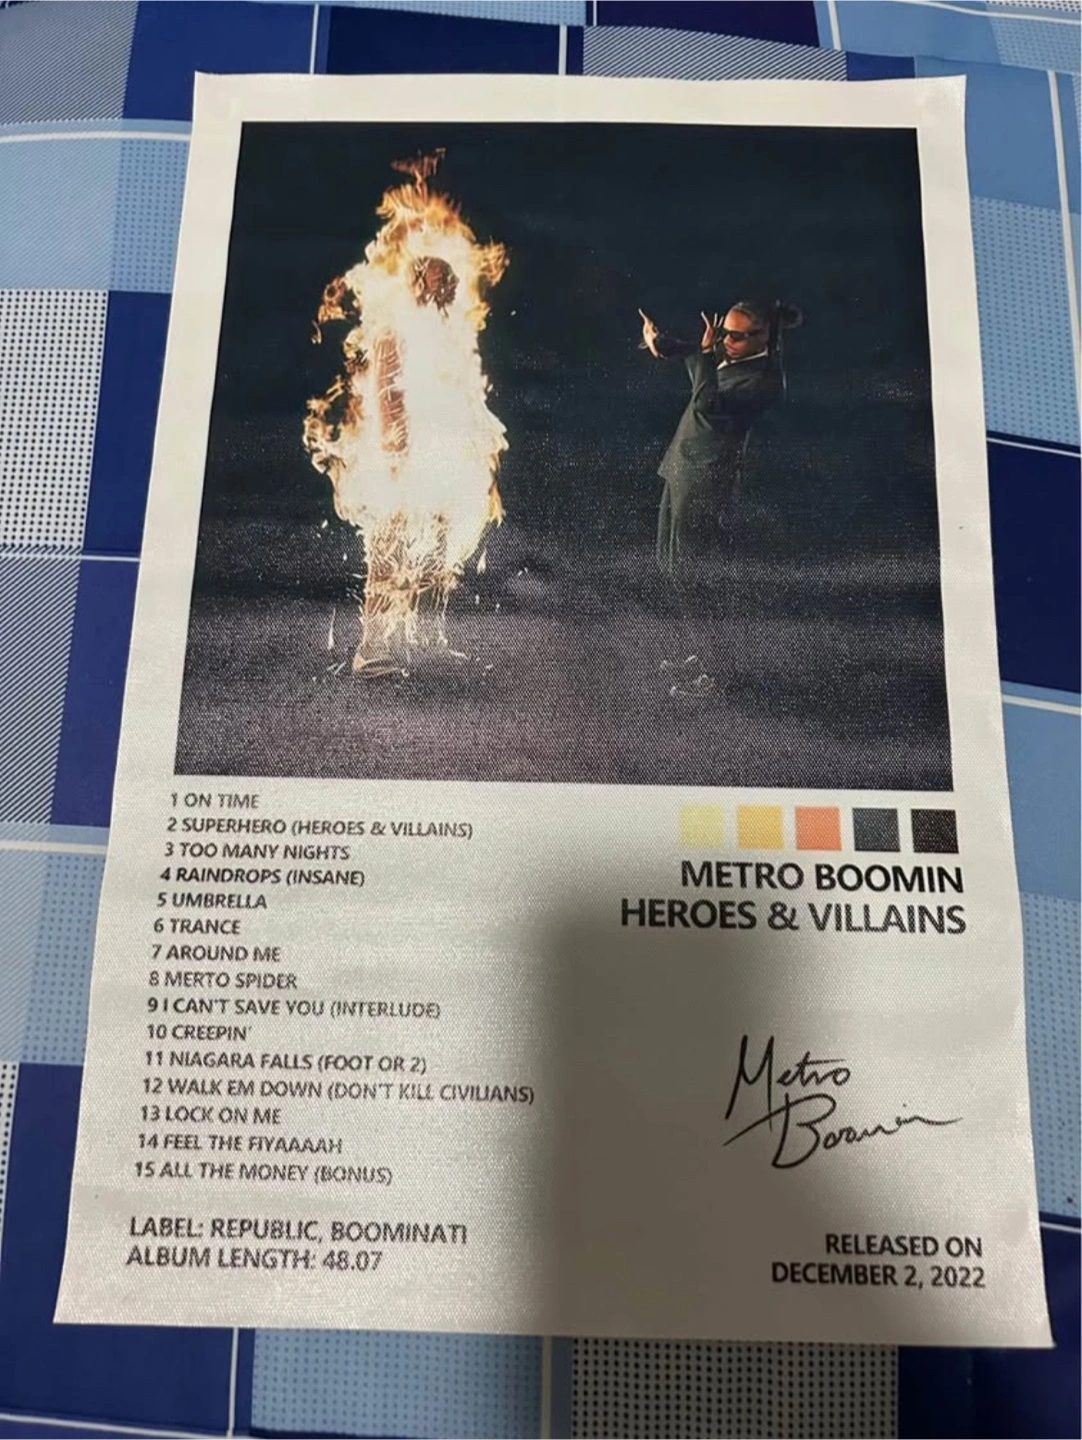 1 ON TIME
2 SUPERHERO (HEROES & VILLAINS)
3 TOO MANY NIGHTS
4 RAINDROPS (INSANE)
5 UMBRELLA
6 TRANCE
7 AROUND ME
8 MERTO SPIDER
9 I CAN'T SAVE YOU (INTERLUDE)
10 CREEPIN'
11 NIAGARA FALLS (FOOT OR 2)
12 WALK EM DOWN (DON'T KILL CIVILIANS)
13 LOCK ON ME
14 FEEL THE FIYAAAAH
15 ALL THE MONEY (BONUS)
LABEL: REPUBLIC, BOOMINATI
ALBUM LENGTH: 48.07
METRO BOOMIN
HEROES & VILLAINS
Metro
Boomin
RELEASED ON
DECEMBER 2, 2022